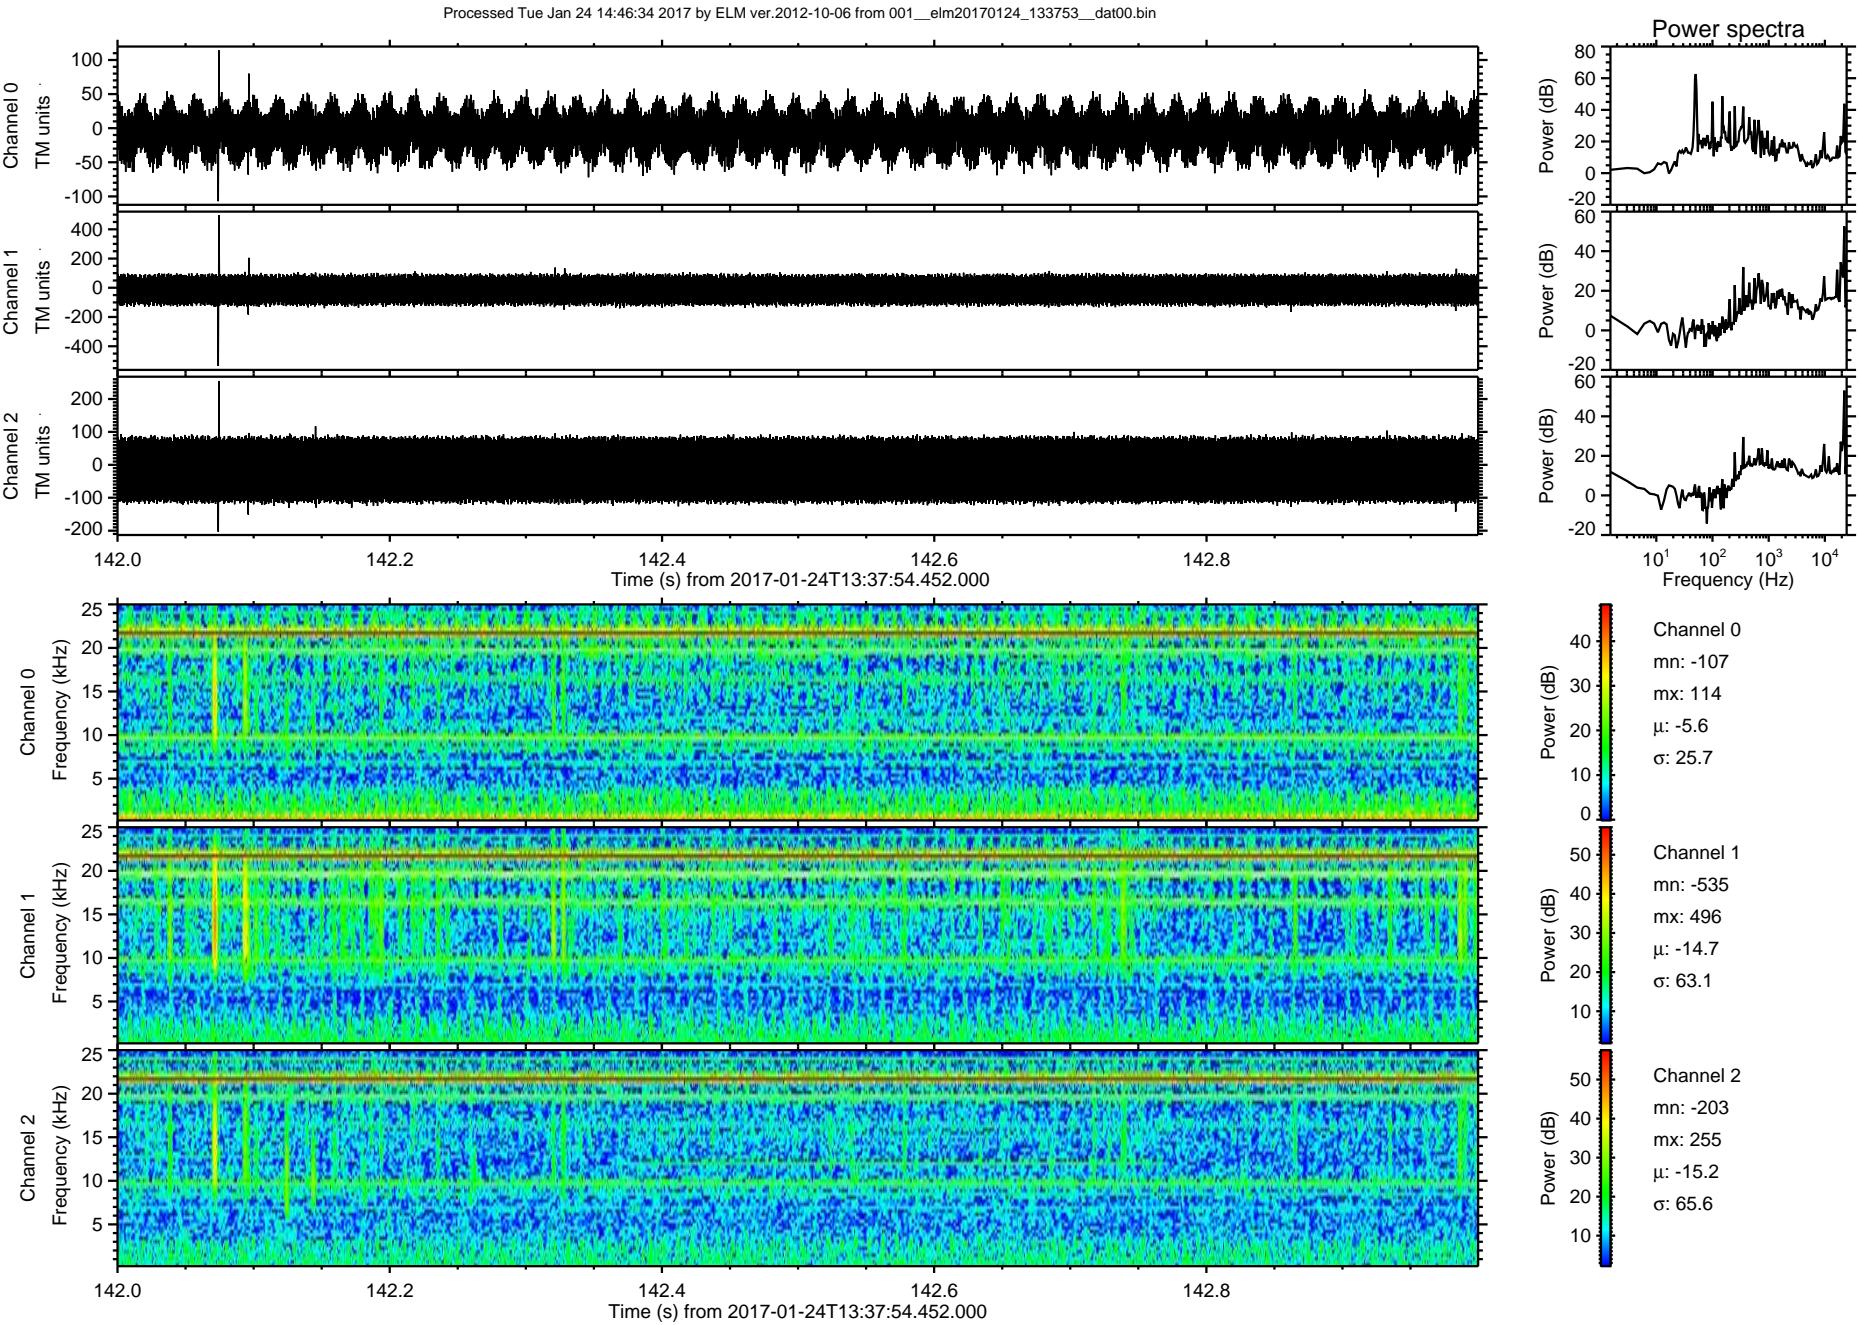 Processed Tue Jan 24 14:46:34 2017 by ELM ver.2012-10-06 from 001__elm20170124_133753__dat00.bin
Power spectra
Channel 0
TM units
100
50
0
-50
-100
Power (dB)
80
60
40
20
0
-20
Channel 1
TM units
400
200
0
-200
-400
Power (dB)
60
40
20
0
-20
Channel 2
TM units
200
100
0
-100
-200
Power (dB)
60
40
20
0
-20
142.0 142.2 142.4 142.6 142.8
Time (s) from 2017-01-24T13:37:54.452.000
10¹ 10² 10³ 10⁴
Frequency (Hz)
Channel 0
Frequency (kHz)
25
20
15
10
5
Power (dB)
40
30
20
10
0
Channel 0
mn: -107
mx: 114
μ: -5.6
σ: 25.7
Channel 1
Frequency (kHz)
25
20
15
10
5
Power (dB)
50
40
30
20
10
Channel 1
mn: -535
mx: 496
μ: -14.7
σ: 63.1
Channel 2
Frequency (kHz)
25
20
15
10
5
Power (dB)
50
40
30
20
10
Channel 2
mn: -203
mx: 255
μ: -15.2
σ: 65.6
142.0 142.2 142.4 142.6 142.8
Time (s) from 2017-01-24T13:37:54.452.000